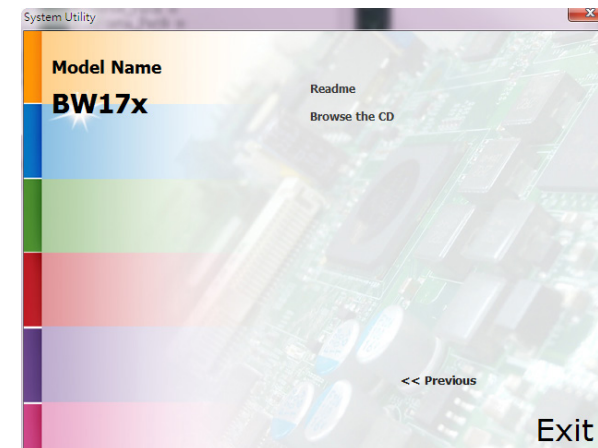 System Utility
Model Name
BW17x
Readme
Browse the CD
<< Previous
Exit